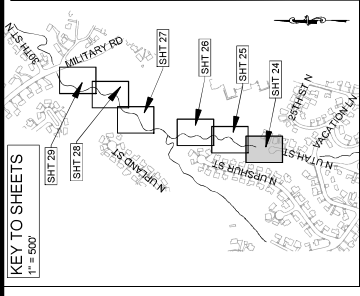 KEY TO SHEETS
1" = 500'
30TH ST N
MILITARY RD
SHT 29
SHT 28
SHT 27
SHT 26
SHT 25
SHT 24
N UPLAND ST
N UPSHUR ST
N UTAH ST
25TH ST N
VACATION LN